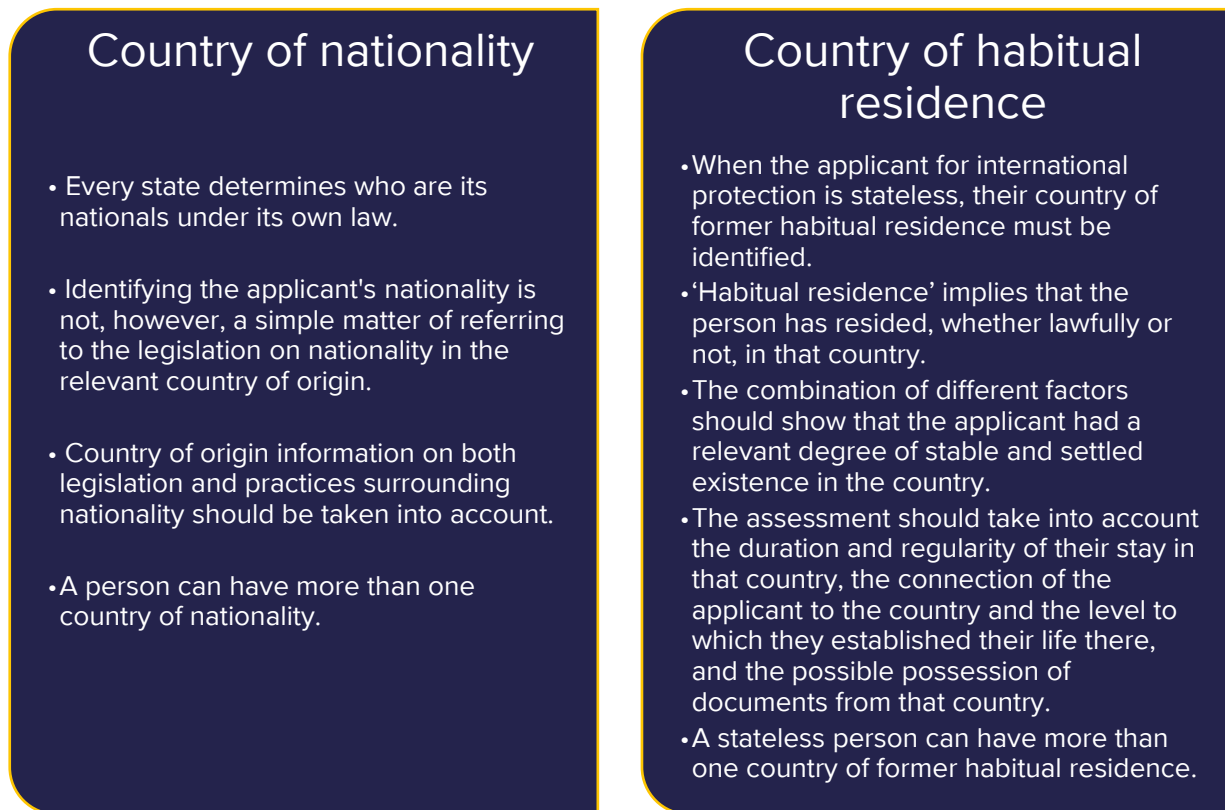 Country of nationality
• Every state determines who are its
nationals under its own law.
• Identifying the applicant's nationality is
not, however, a simple matter of referring
to the legislation on nationality in the
relevant country of origin.
• Country of origin information on both
legislation and practices surrounding
nationality should be taken into account.
•A person can have more than one
country of nationality.
Country of habitual
residence
•When the applicant for international
protection is stateless, their country of
former habitual residence must be
identified.
•‘Habitual residence’ implies that the
person has resided, whether lawfully or
not, in that country.
•The combination of different factors
should show that the applicant had a
relevant degree of stable and settled
existence in the country.
•The assessment should take into account
the duration and regularity of their stay in
that country, the connection of the
applicant to the country and the level to
which they established their life there,
and the possible possession of
documents from that country.
•A stateless person can have more than
one country of former habitual residence.